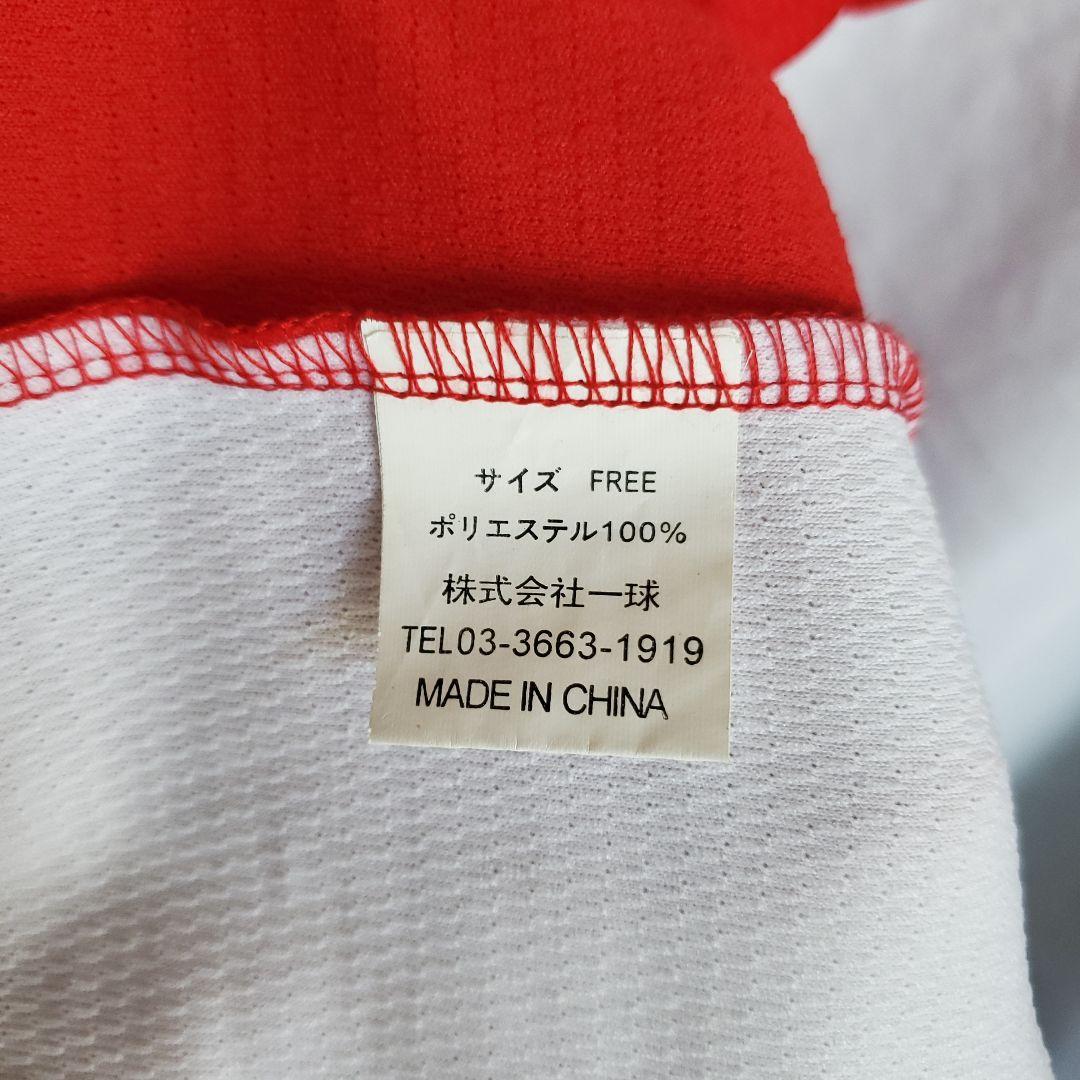 サイズ FREE
ポリエステル100%
株式会社一球
TEL03-3663-1919
MADE IN CHINA